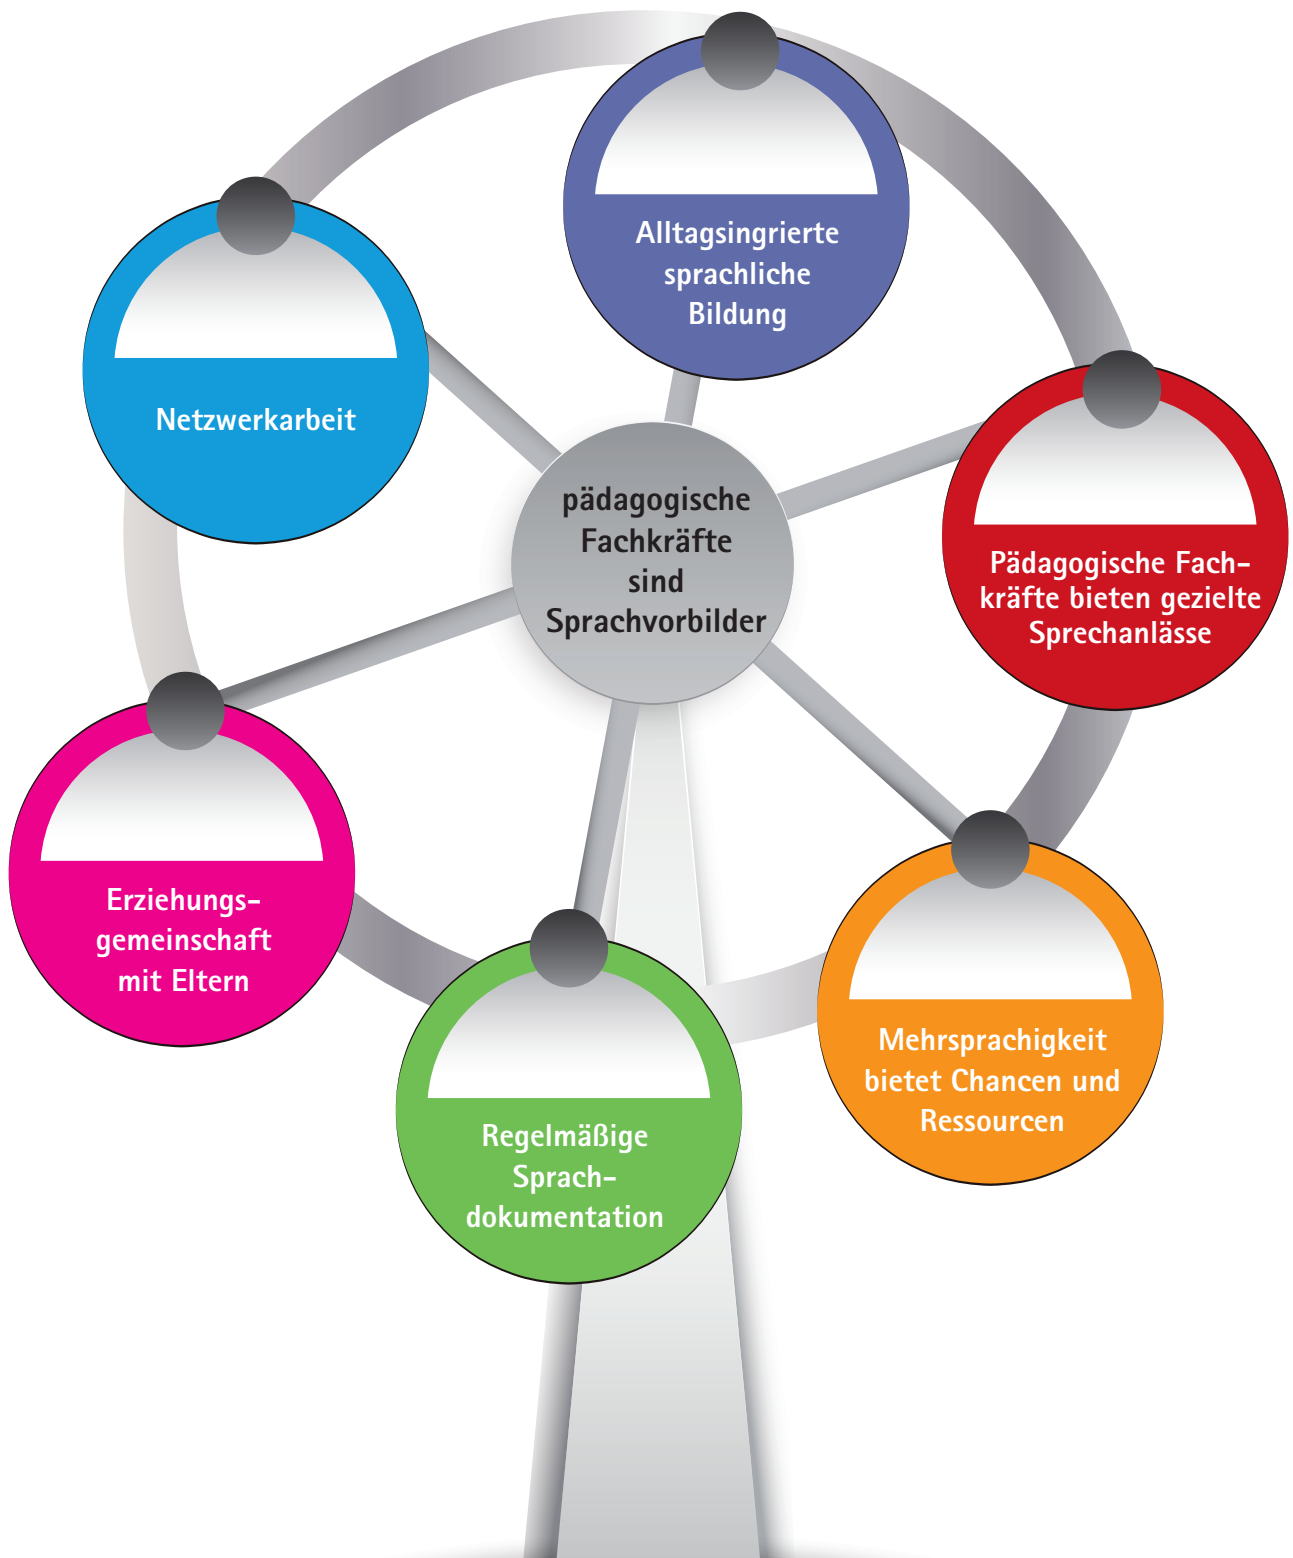 Alltagsingrierte
sprachliche
Bildung
Netzwerkarbeit
pädagogische
Fachkräfte
sind
Sprachvorbilder
Pädagogische Fach-
kräfte bieten gezielte
Sprechanlässe
Erziehungs-
gemeinschaft
mit Eltern
Mehrsprachigkeit
bietet Chancen und
Ressourcen
Regelmäßige
Sprach-
dokumentation